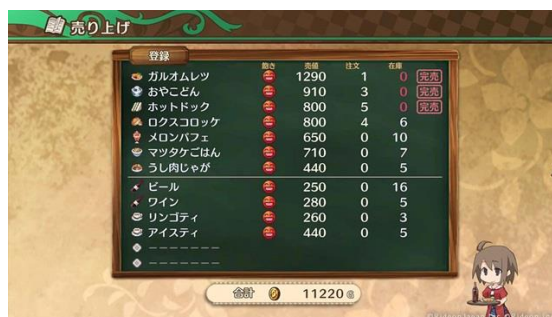 売り上げ
登録
飽き 売値 注文 在庫
ガルオムレツ 1290 1 0 完売
おやこどん 910 3 0 完売
ホットドック 800 5 0 完売
ロクスコロッケ 800 4 6
メロンパフェ 650 0 10
マツタケごはん 710 0 7
うし肉じゃが 440 0 5
ビール 250 0 16
ワイン 280 0 5
リンゴティ 260 0 3
アイスティ 440 0 5
-------
-------
合計 11220 G